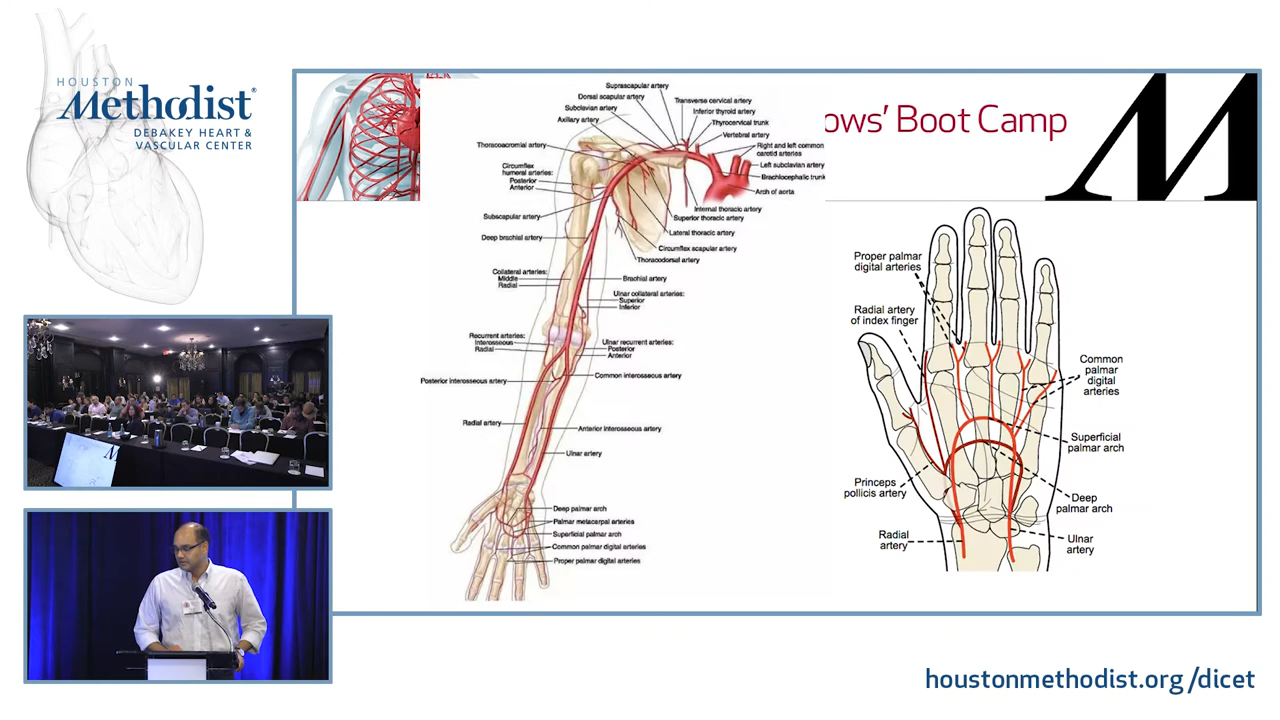 HOUSTON
Methodist®
DEBAKEY HEART &
VASCULAR CENTER
ows’ Boot Camp
M
Suprascapular artery
Dorsal scapular artery
Subclavian artery
Axillary artery
Transverse cervical artery
Inferior thyroid artery
Thyrocervical trunk
Vertebral artery
Right and left common
carotid arteries
Left subclavian artery
Brachiocephalic trunk
Arch of aorta
Thoracoacromial artery
Circumflex
humeral arteries:
Posterior
Anterior
Subscapular artery
Deep brachial artery
Internal thoracic artery
Superior thoracic artery
Lateral thoracic artery
Circumflex scapular artery
Thoracodorsal artery
Collateral arteries:
Middle
Radial
Brachial artery
Ulnar collateral arteries:
Superior
Inferior
Recurrent arteries:
Interosseous
Radial
Ulnar recurrent arteries:
Posterior
Anterior
Posterior interosseous artery
Common interosseous artery
Radial artery
Anterior interosseous artery
Ulnar artery
Deep palmar arch
Palmar metacarpal arteries
Superficial palmar arch
Common palmar digital arteries
Proper palmar digital arteries
Proper palmar
digital arteries
Radial artery
of index finger
Common
palmar
digital
arteries
Superficial
palmar arch
Princeps
pollicis artery
Deep
palmar arch
Radial
artery
Ulnar
artery
houstonmethodist.org/dicet